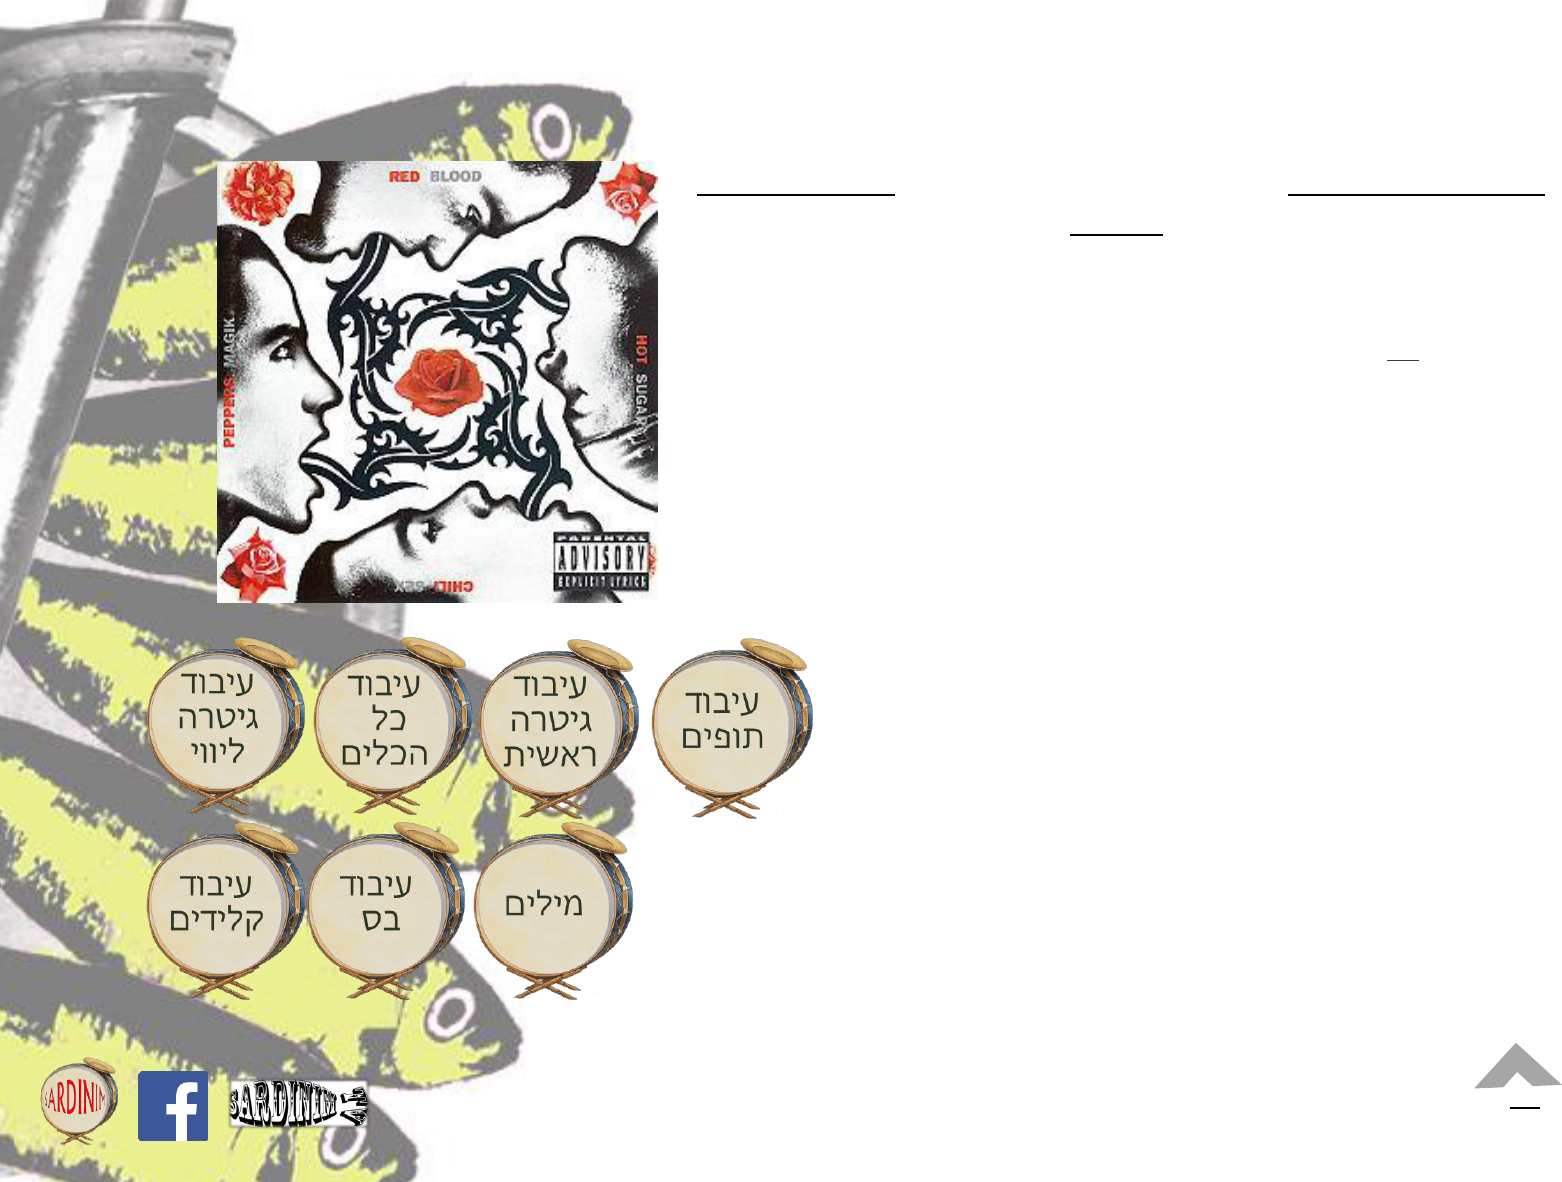 RED BLOOD
HOT SUGAR
PEPPERS MAGIK
CHILI SEX
PARENTAL
ADVISORY
EXPLICIT LYRICS
עיבוד
גיטרה
ליווי
עיבוד
כל
הכלים
עיבוד
גיטרה
ראשית
עיבוד
תופים
עיבוד
קלידים
עיבוד
בס
מילים
SARDINIM
f
SARDINIM